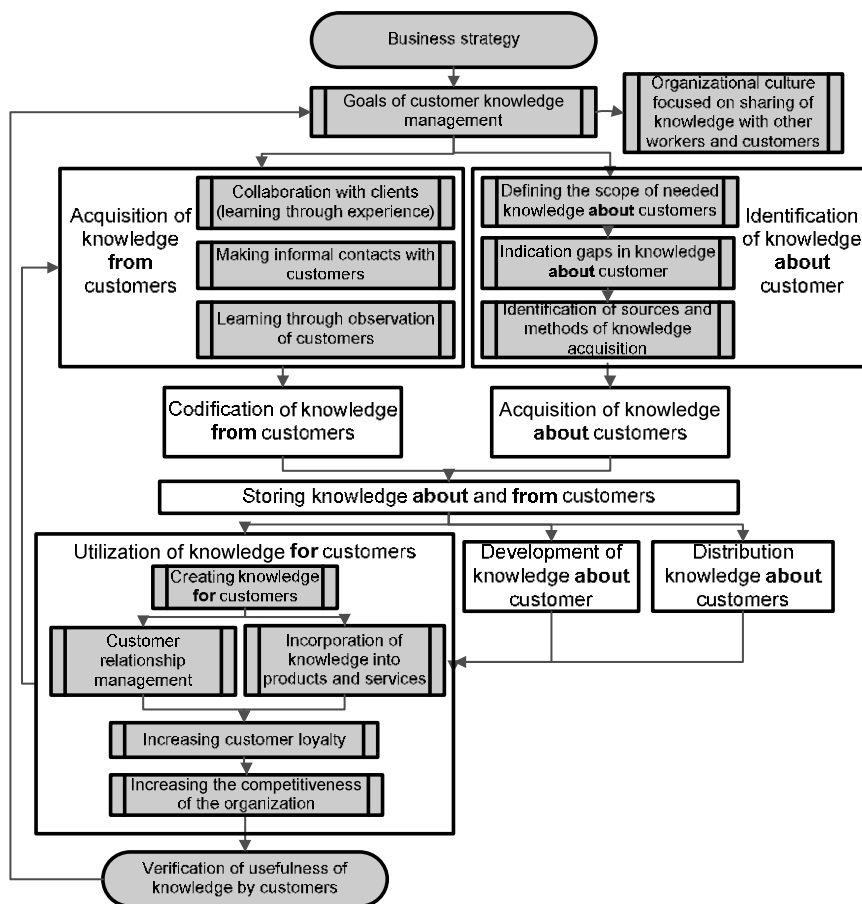 Business strategy
Goals of customer knowledge
management
Organizational culture
focused on sharing of
knowledge with other
workers and customers
Acquisition of
knowledge
from
customers
Collaboration with clients
(learning through experience)
Making informal contacts with
customers
Learning through observation
of customers
Defining the scope of needed
knowledge about customers
Indication gaps in knowledge
about customer
Identification of sources and
methods of knowledge
acquisition
Identification
of knowledge
about
customer
Codification of knowledge
from customers
Acquisition of knowledge
about customers
Storing knowledge about and from customers
Utilization of knowledge for customers
Creating knowledge
for customers
Customer
relationship
management
Incorporation of
knowledge into
products and services
Increasing customer loyalty
Increasing the competitiveness
of the organization
Development of
knowledge about
customer
Distribution
knowledge about
customers
Verification of usefulness of
knowledge by customers